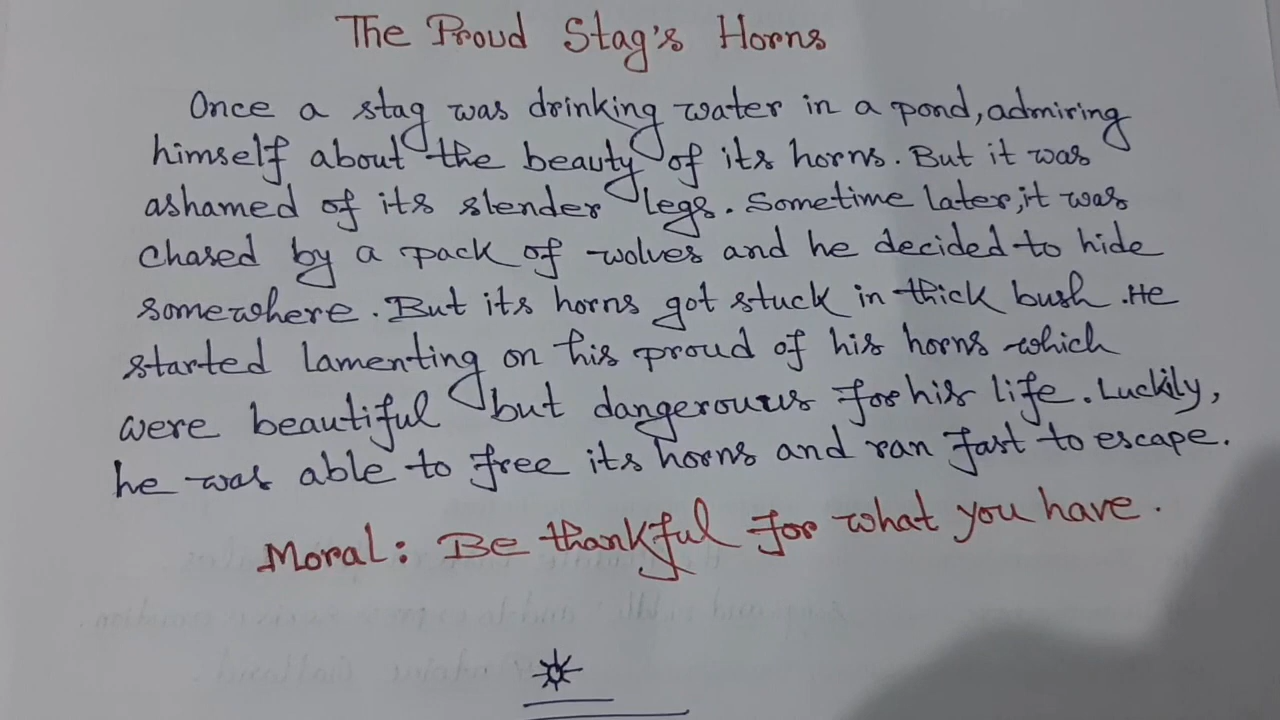 The Proud Stag's Horns
Once a stag was drinking water in a pond, admiring
himself about the beauty of its horns. But it was
ashamed of its slender legs. Sometime later, it was
chased by a pack of wolves and he decided to hide
somewhere. But its horns got stuck in thick bush. He
started lamenting on his proud of his horns which
were beautiful but dangerouus for his life. Luckily,
he was able to free its horns and ran fast to escape.
Moral: Be thankful for what you have.